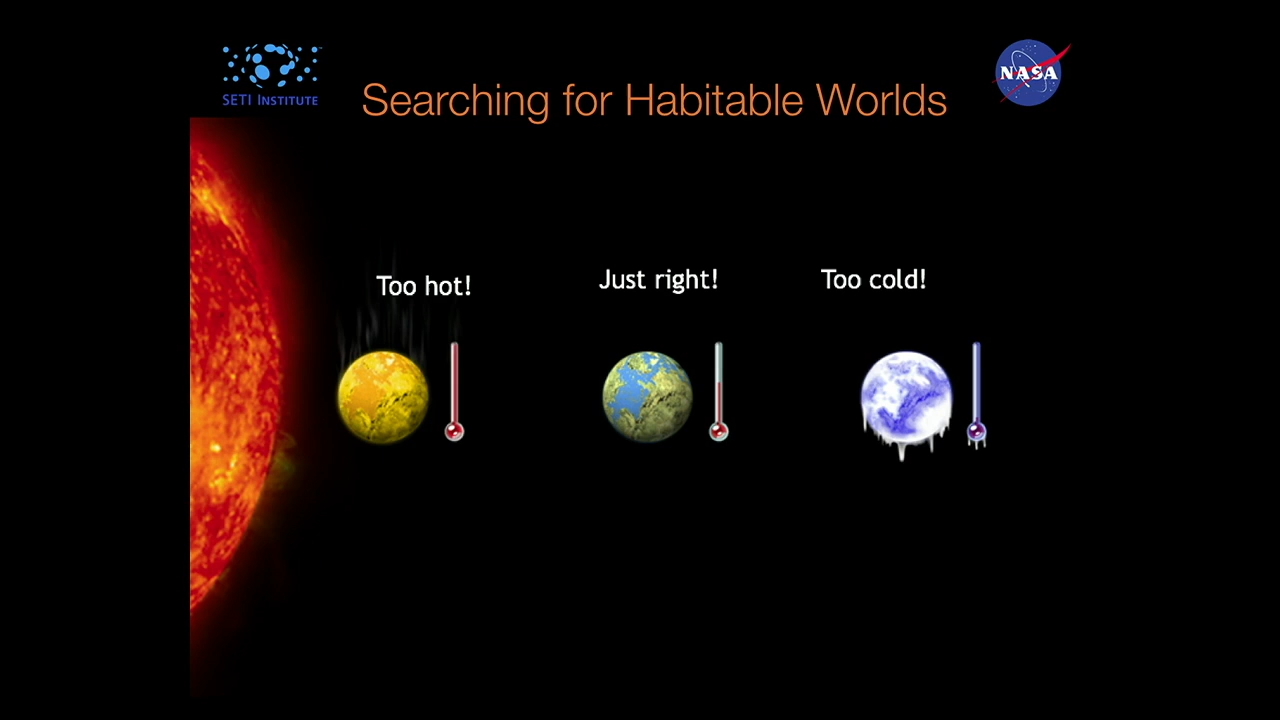 SETI INSTITUTE
NASA
Searching for Habitable Worlds
Too hot!
Just right!
Too cold!